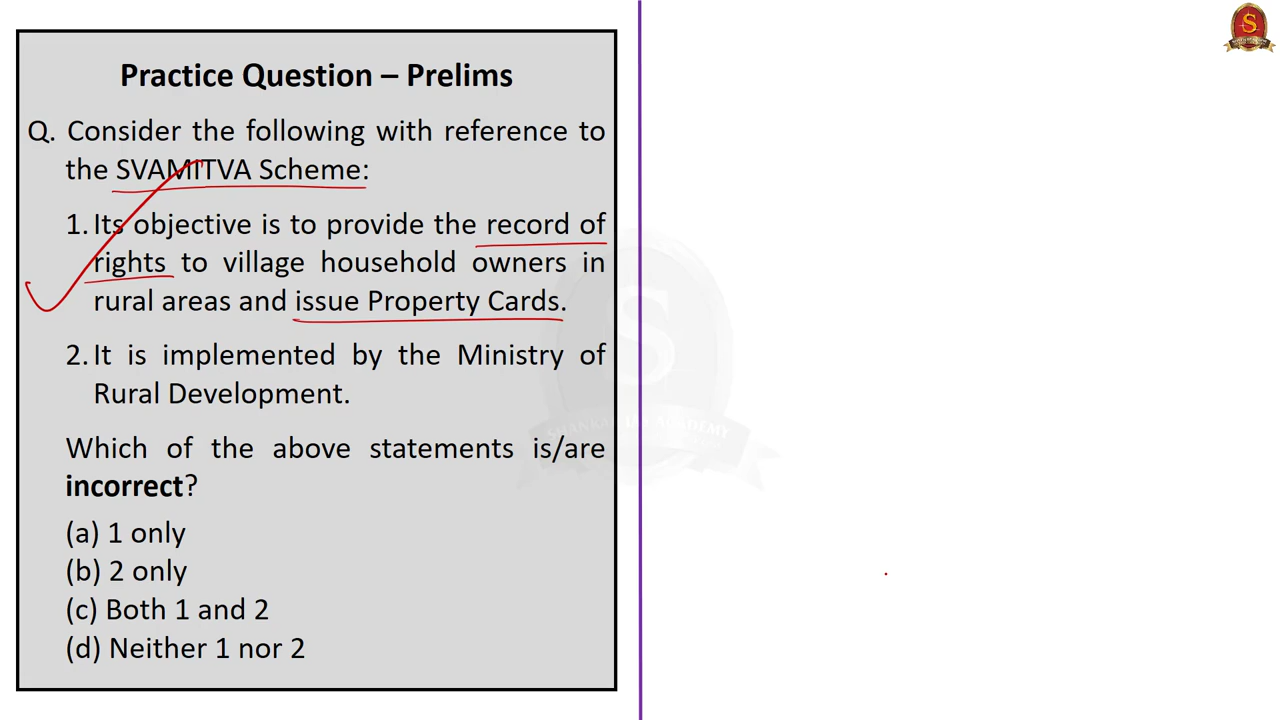 Practice Question – Prelims
Q. Consider the following with reference to
the SVAMITVA Scheme:
1. Its objective is to provide the record of
rights to village household owners in
rural areas and issue Property Cards.
2. It is implemented by the Ministry of
Rural Development.
Which of the above statements is/are
incorrect?
(a) 1 only
(b) 2 only
(c) Both 1 and 2
(d) Neither 1 nor 2